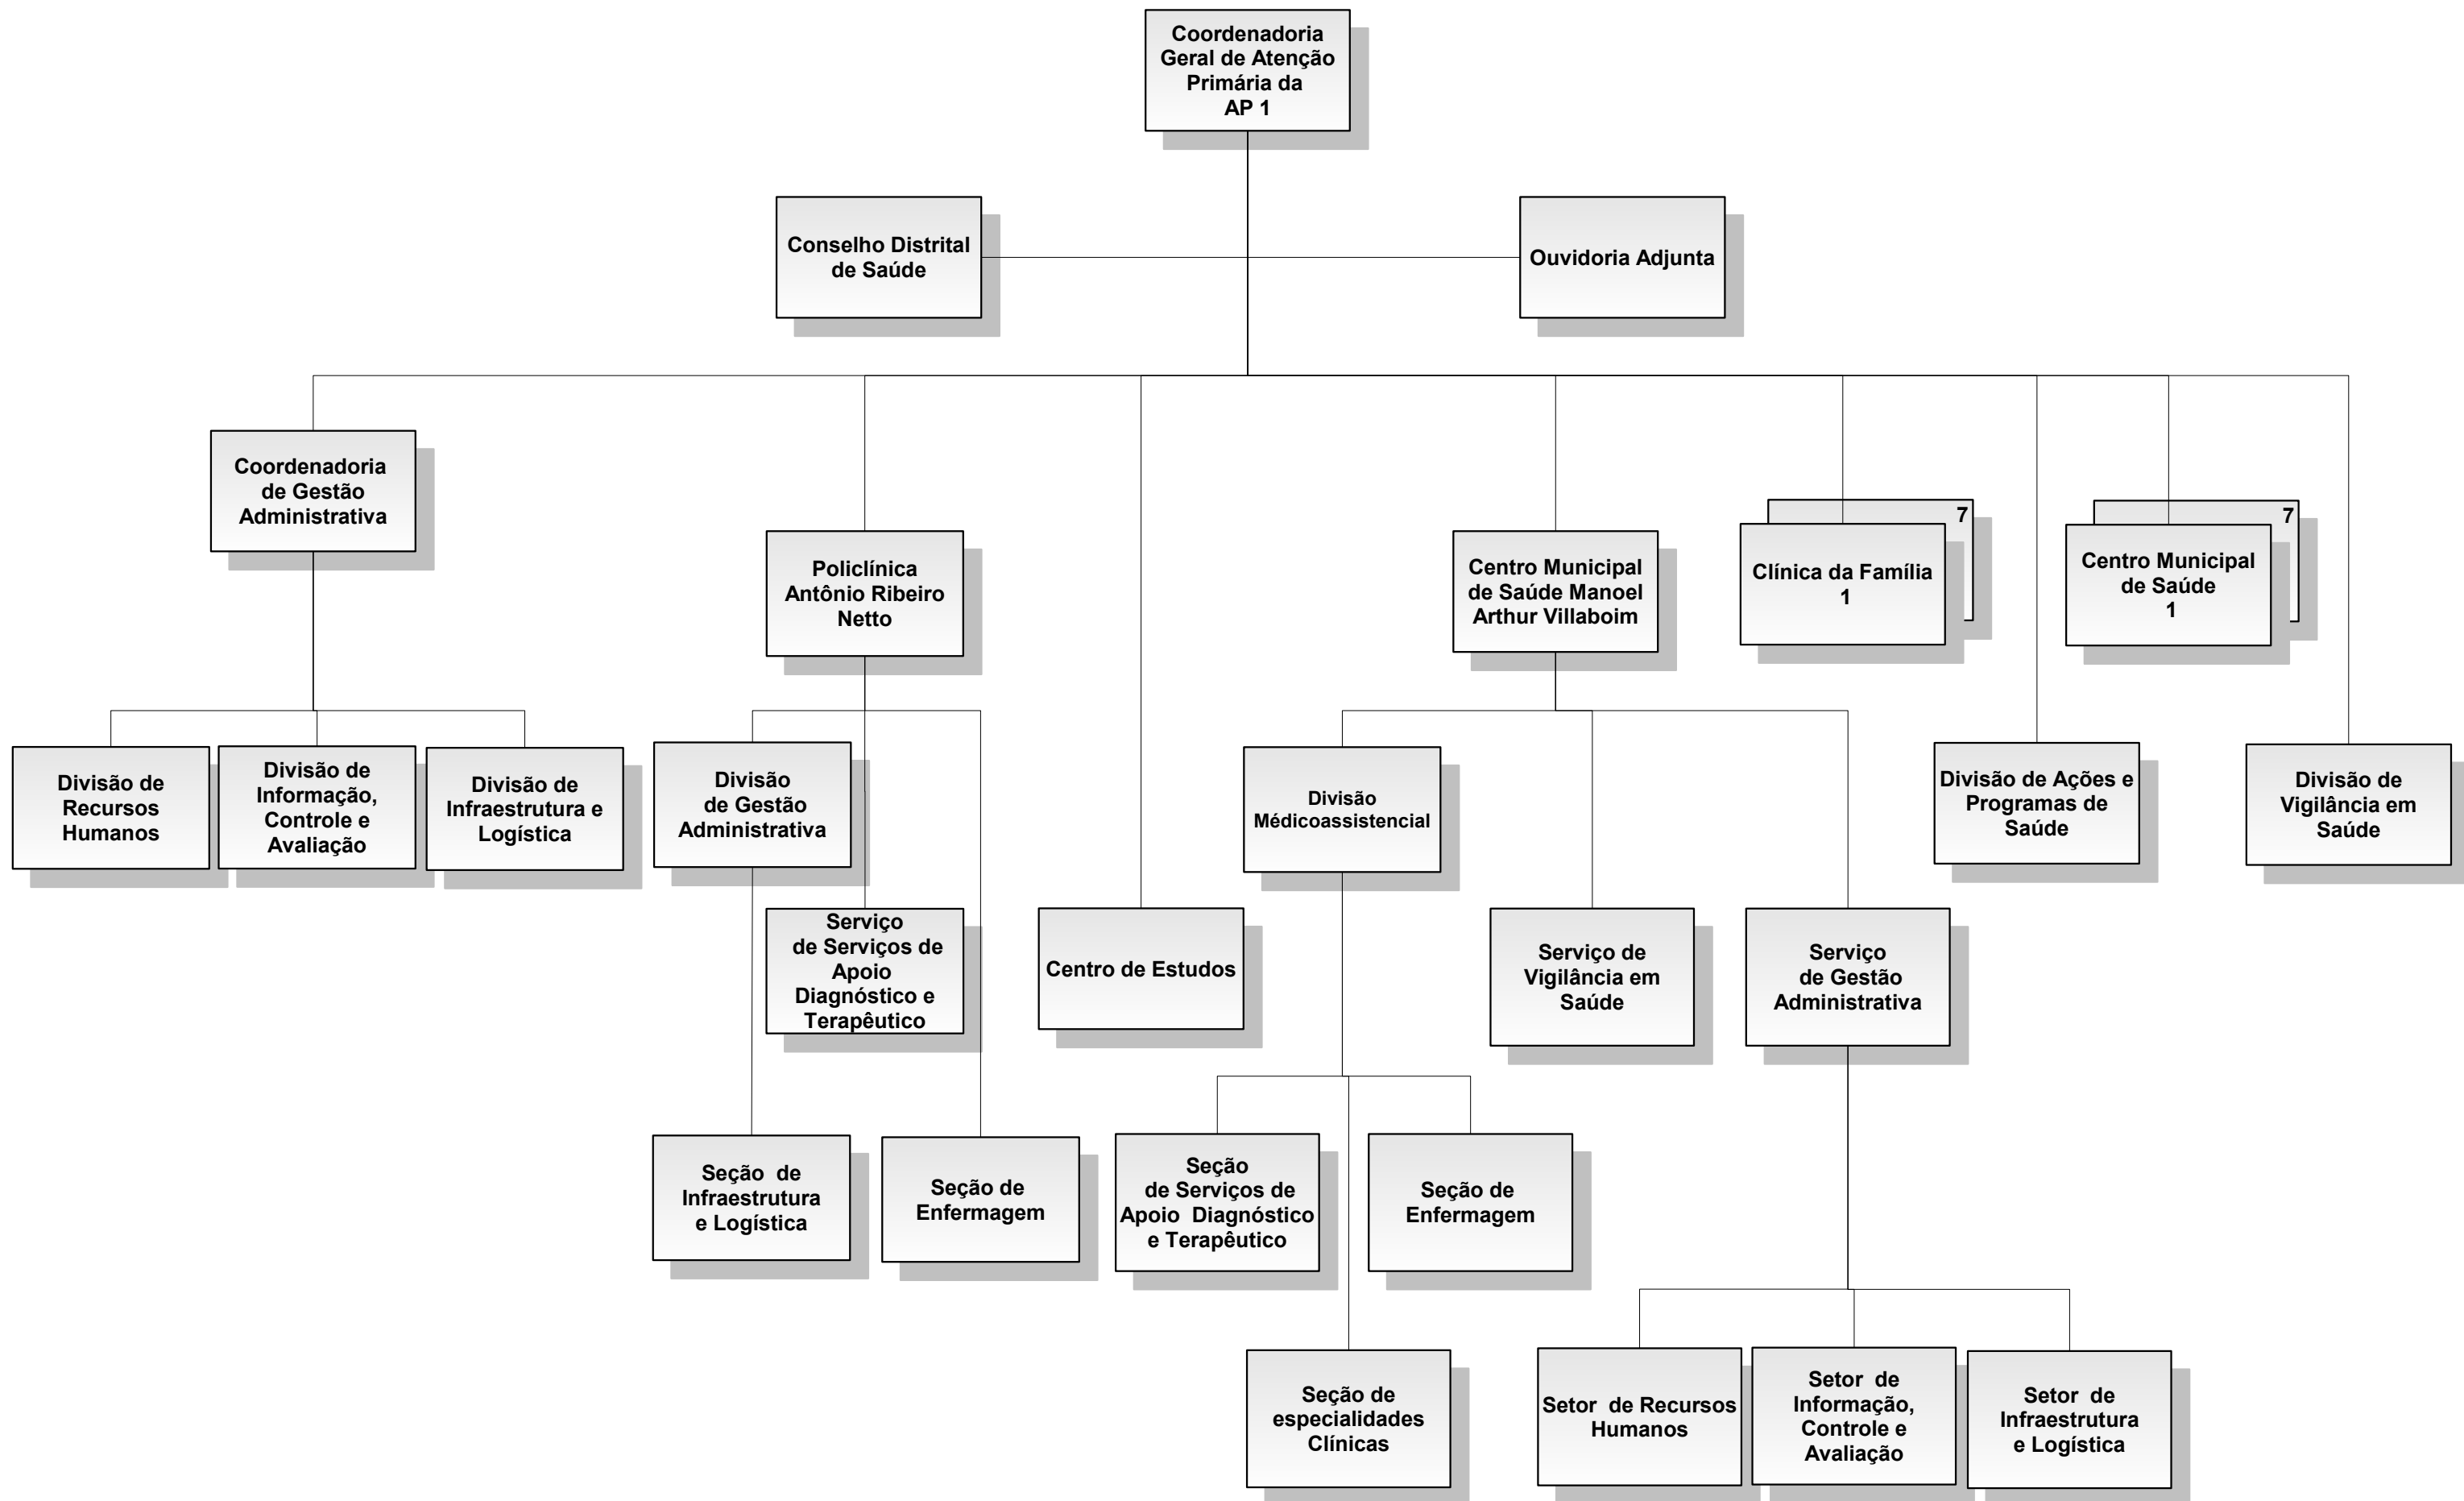 Coordenadoria
Geral de Atenção
Primária da
AP 1
Conselho Distrital
de Saúde
Ouvidoria Adjunta
Coordenadoria
de Gestão
Administrativa
Policlínica
Antônio Ribeiro
Netto
Centro Municipal
de Saúde Manoel
Arthur Villaboim
7
Clínica da Família
1
7
Centro Municipal
de Saúde
1
Divisão de
Recursos
Humanos
Divisão de
Informação,
Controle e
Avaliação
Divisão de
Infraestrutura e
Logística
Divisão
de Gestão
Administrativa
Divisão
Médicoassistencial
Divisão de Ações e
Programas de
Saúde
Divisão de
Vigilância em
Saúde
Serviço
de Serviços de
Apoio
Diagnóstico e
Terapêutico
Centro de Estudos
Serviço de
Vigilância em
Saúde
Serviço
de Gestão
Administrativa
Seção de
Infraestrutura
e Logística
Seção de
Enfermagem
Seção
de Serviços de
Apoio Diagnóstico
e Terapêutico
Seção de
Enfermagem
Seção de
especialidades
Clínicas
Setor de Recursos
Humanos
Setor de
Informação,
Controle e
Avaliação
Setor de
Infraestrutura
e Logística